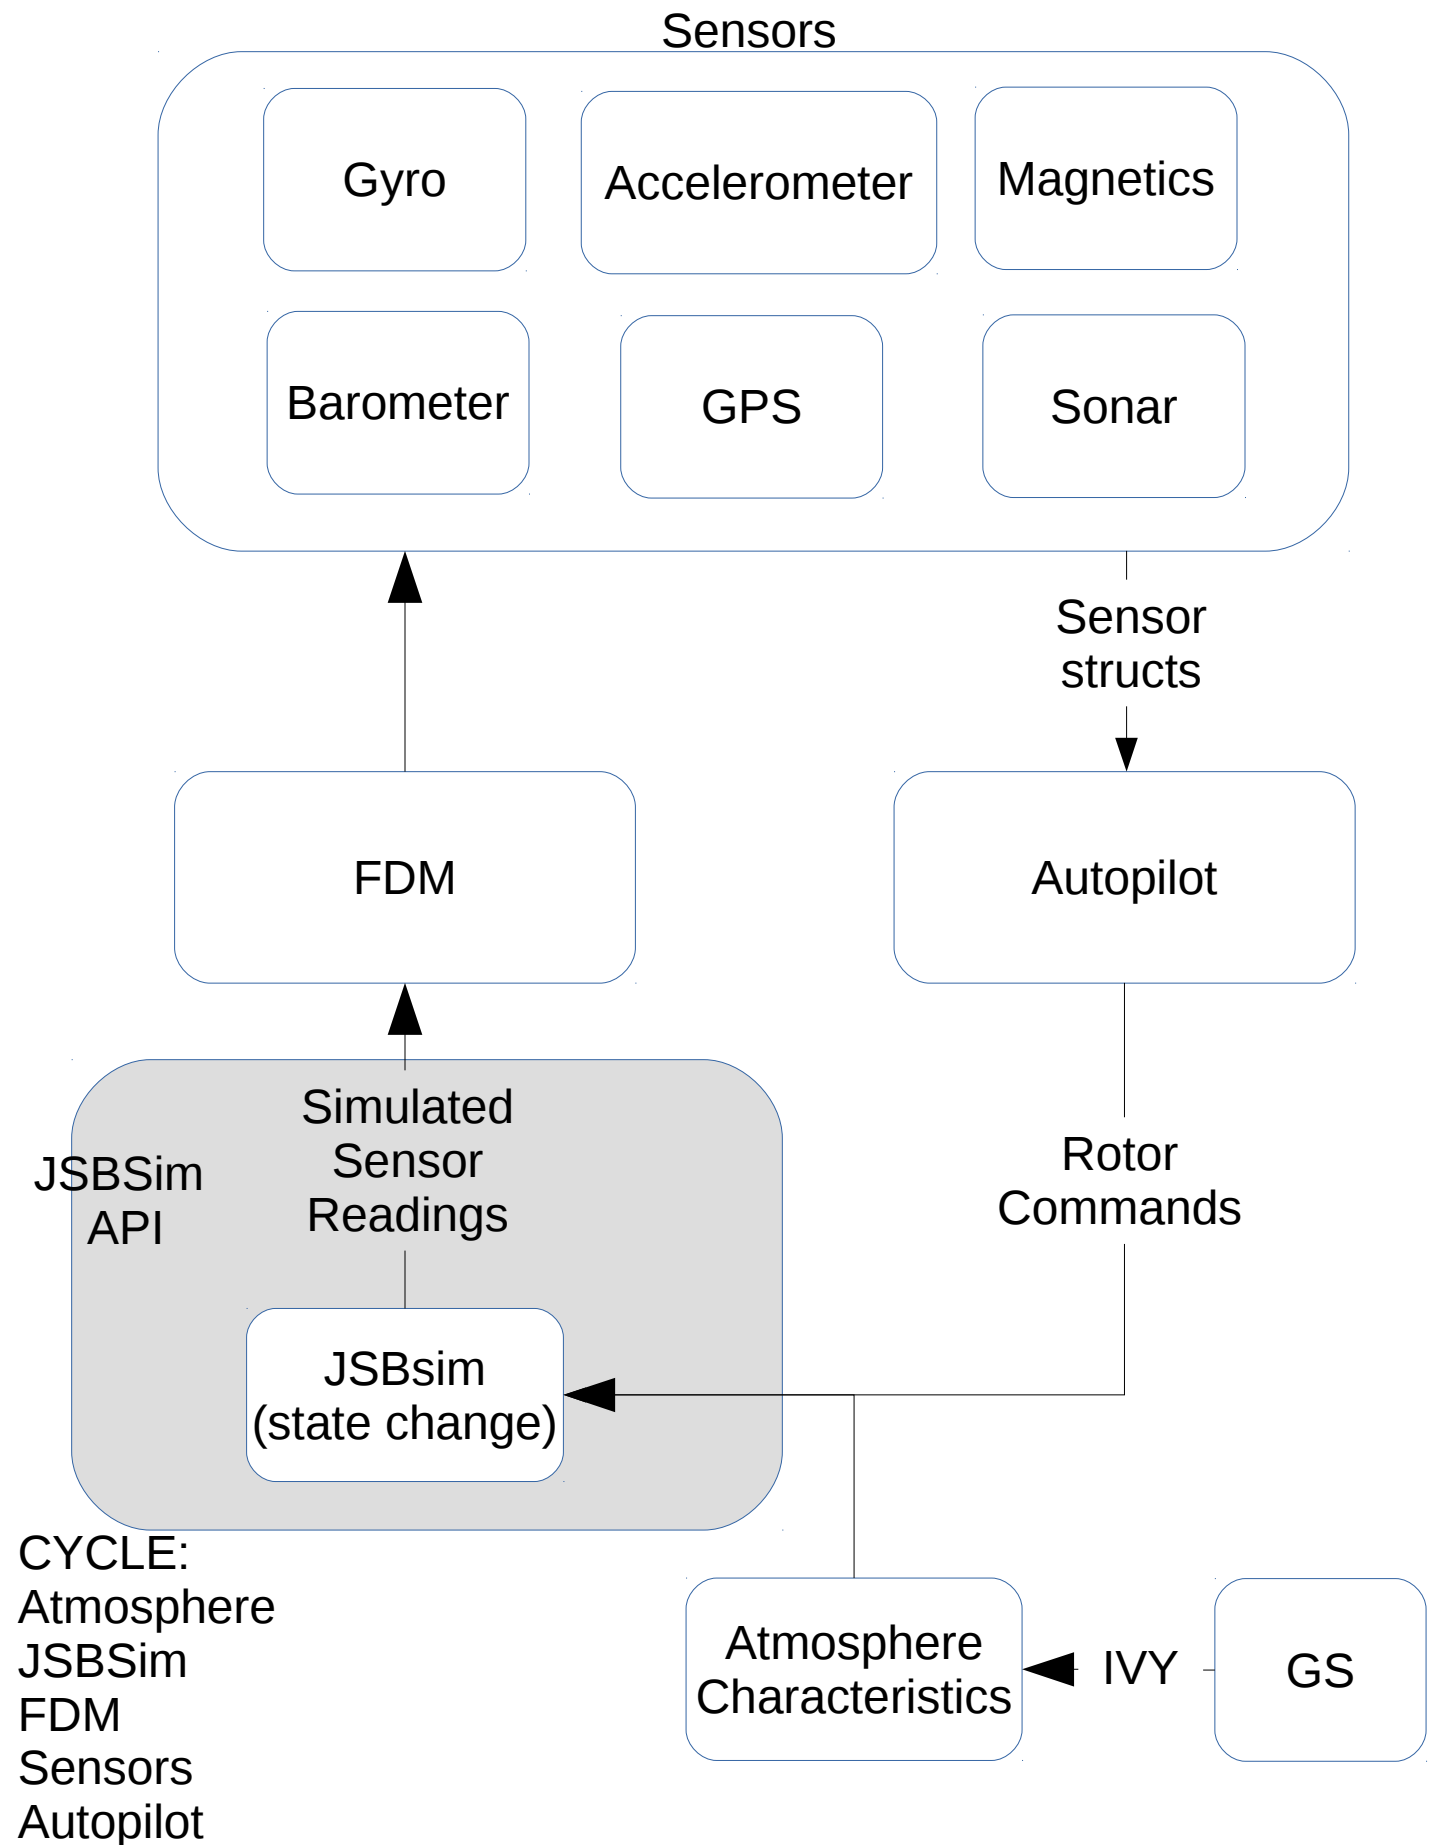 Sensors
Gyro
Accelerometer
Magnetics
Barometer
GPS
Sonar
Sensor
structs
FDM
Autopilot
Simulated
Sensor
Readings
JSBSim
API
Rotor
Commands
JSBsim
(state change)
CYCLE:
Atmosphere
JSBSim
FDM
Sensors
Autopilot
Atmosphere
Characteristics
IVY
GS